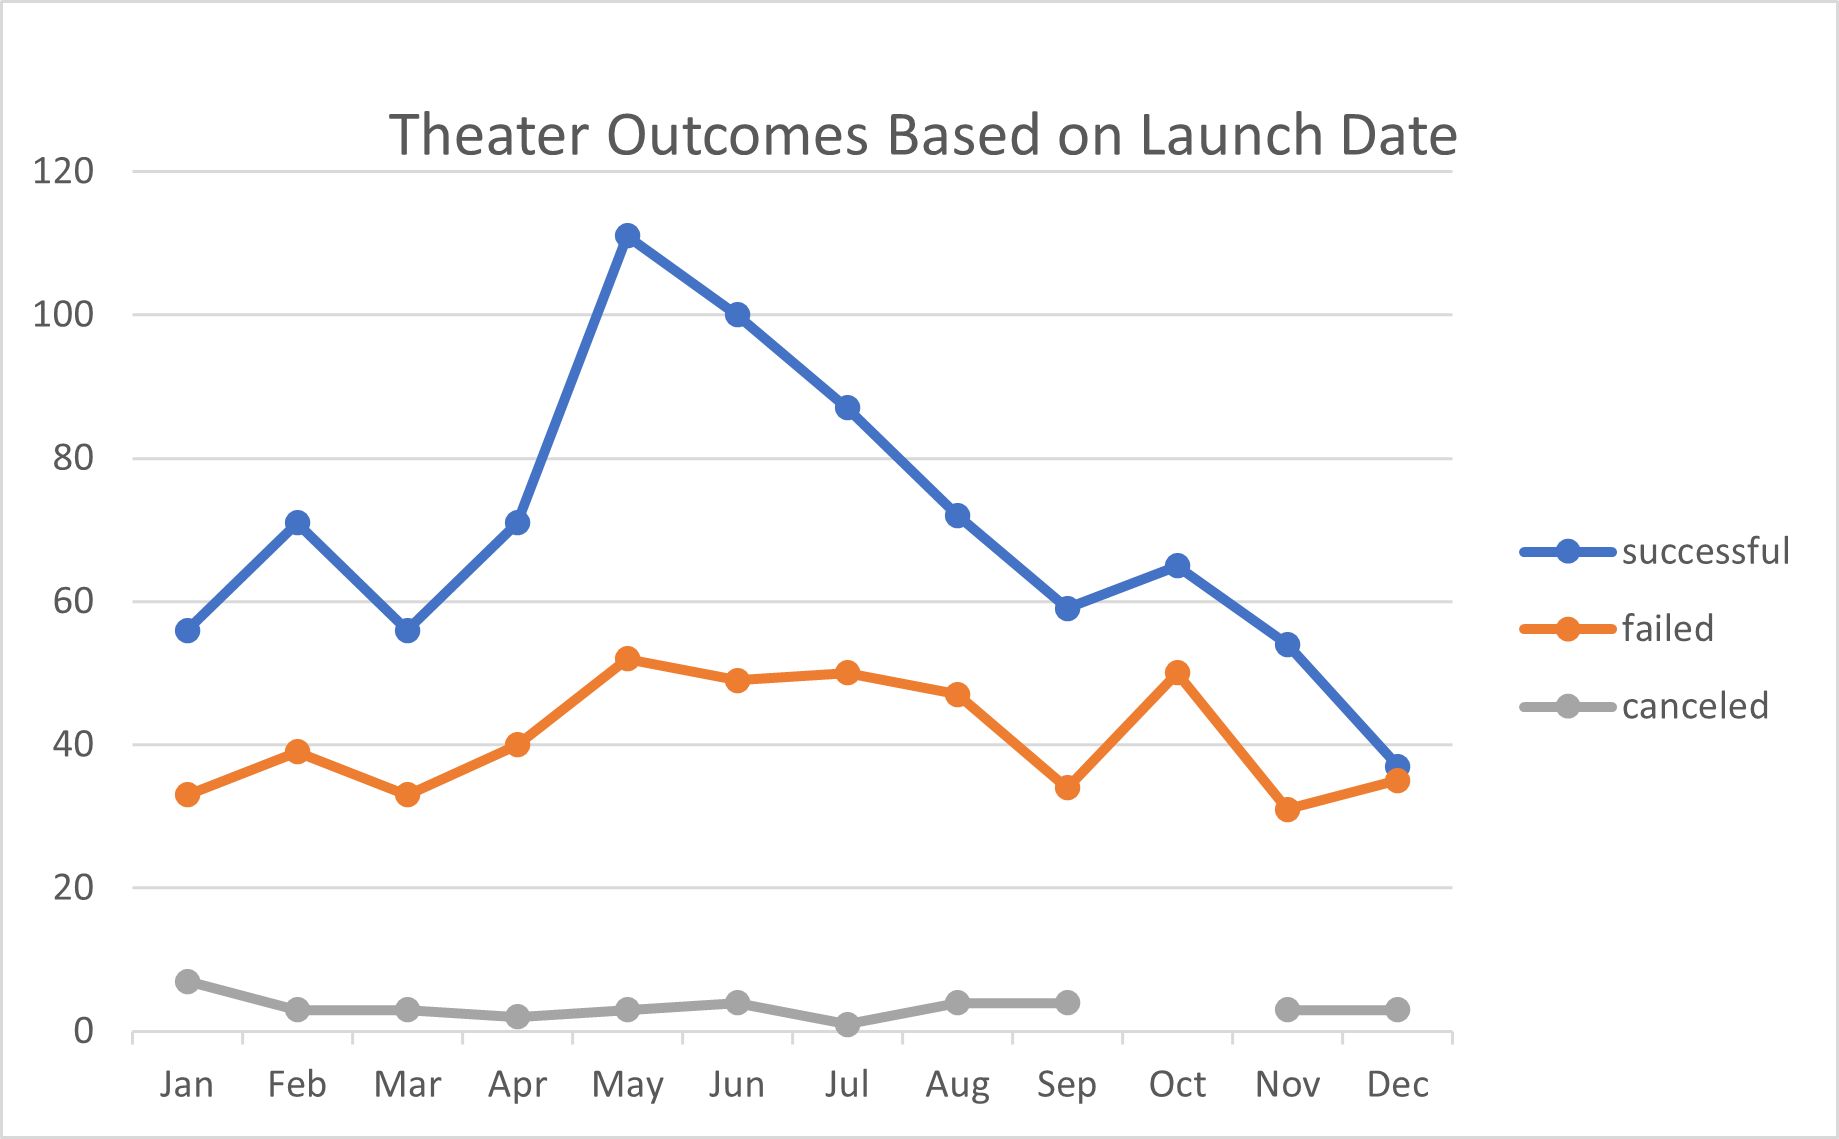 Theater Outcomes Based on Launch Date
120
100
80
60
40
20
0
Jan Feb Mar Apr May Jun Jul Aug Sep Oct Nov Dec
successful
failed
canceled